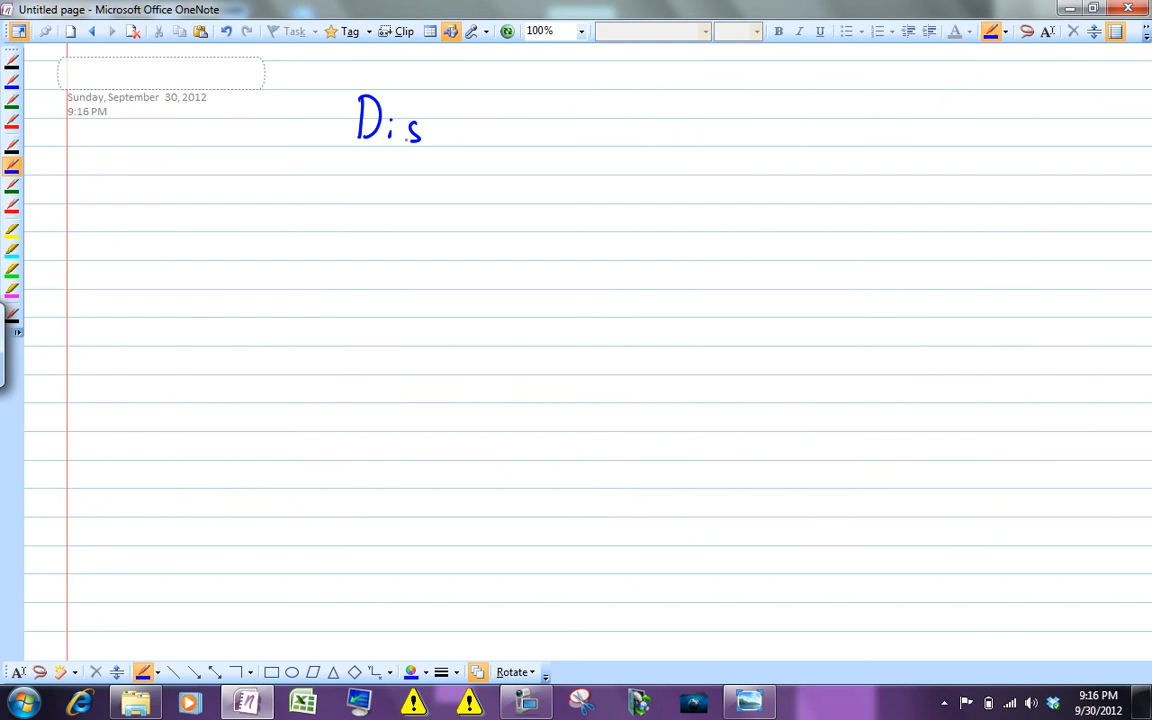 Untitled page - Microsoft Office OneNote
Task
Tag
Clip
100%
B I U
Sunday, September 30, 2012
9:16 PM
Dis
Rotate
9:16 PM
9/30/2012